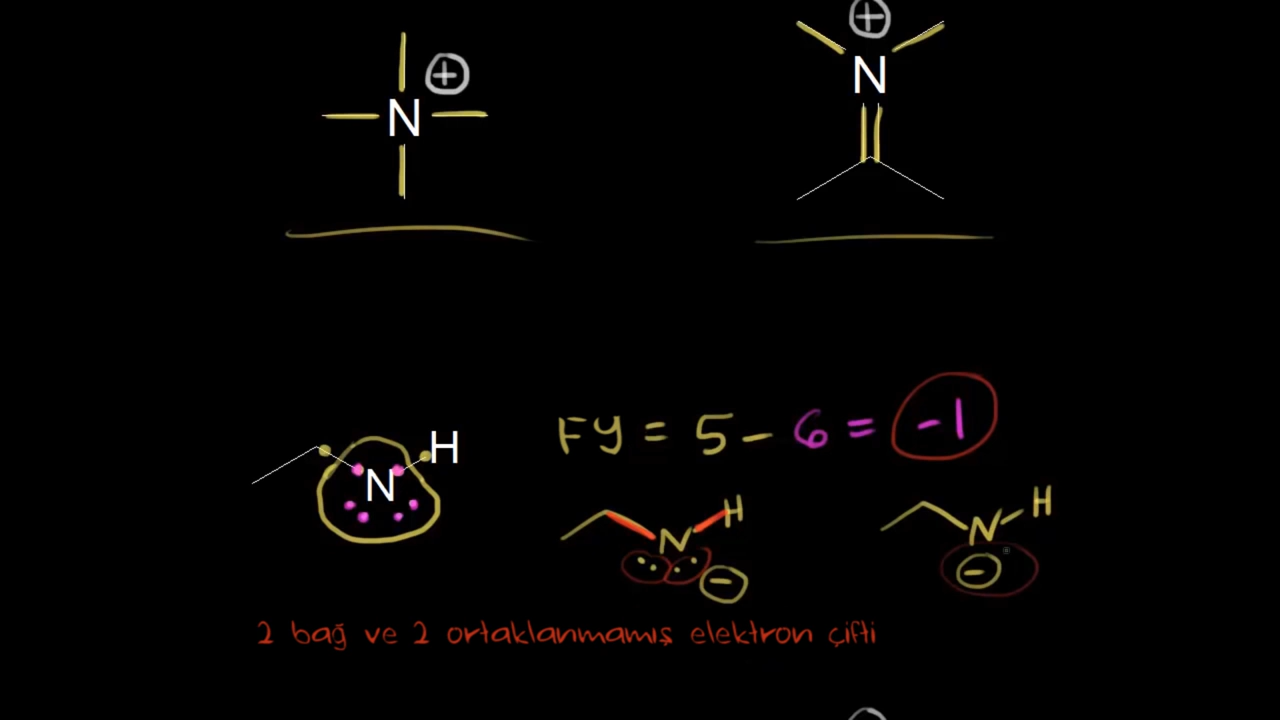 +
+
N
N
H
N
FY = 5 - 6 = -1
H
N
-
H
N
-
2 bağ ve 2 ortaklanmamış elektron çifti